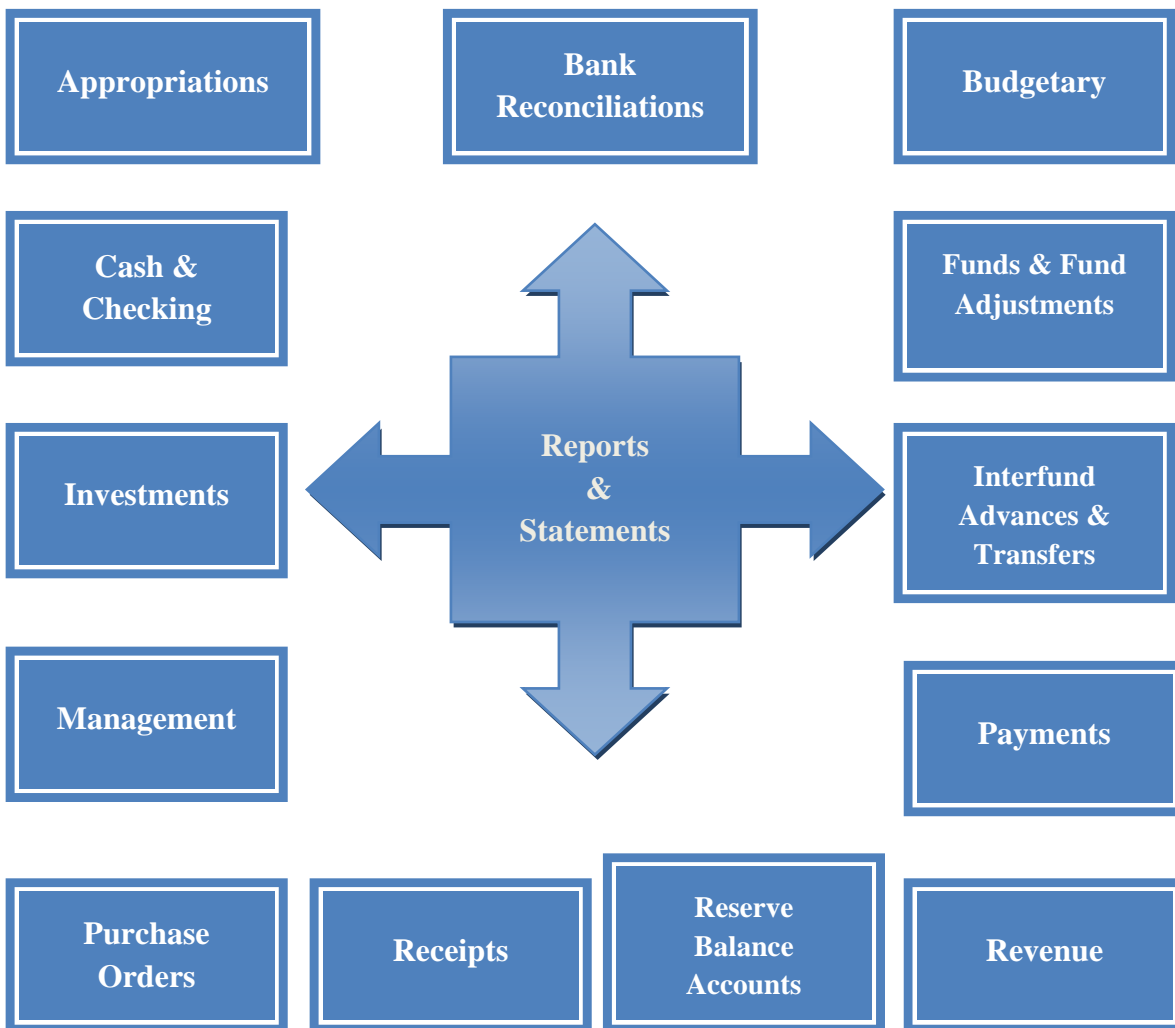 Appropriations
Bank
Reconciliations
Budgetary
Cash &
Checking
Funds & Fund
Adjustments
Investments
Reports
&
Statements
Interfund
Advances &
Transfers
Management
Payments
Purchase
Orders
Receipts
Reserve
Balance
Accounts
Revenue